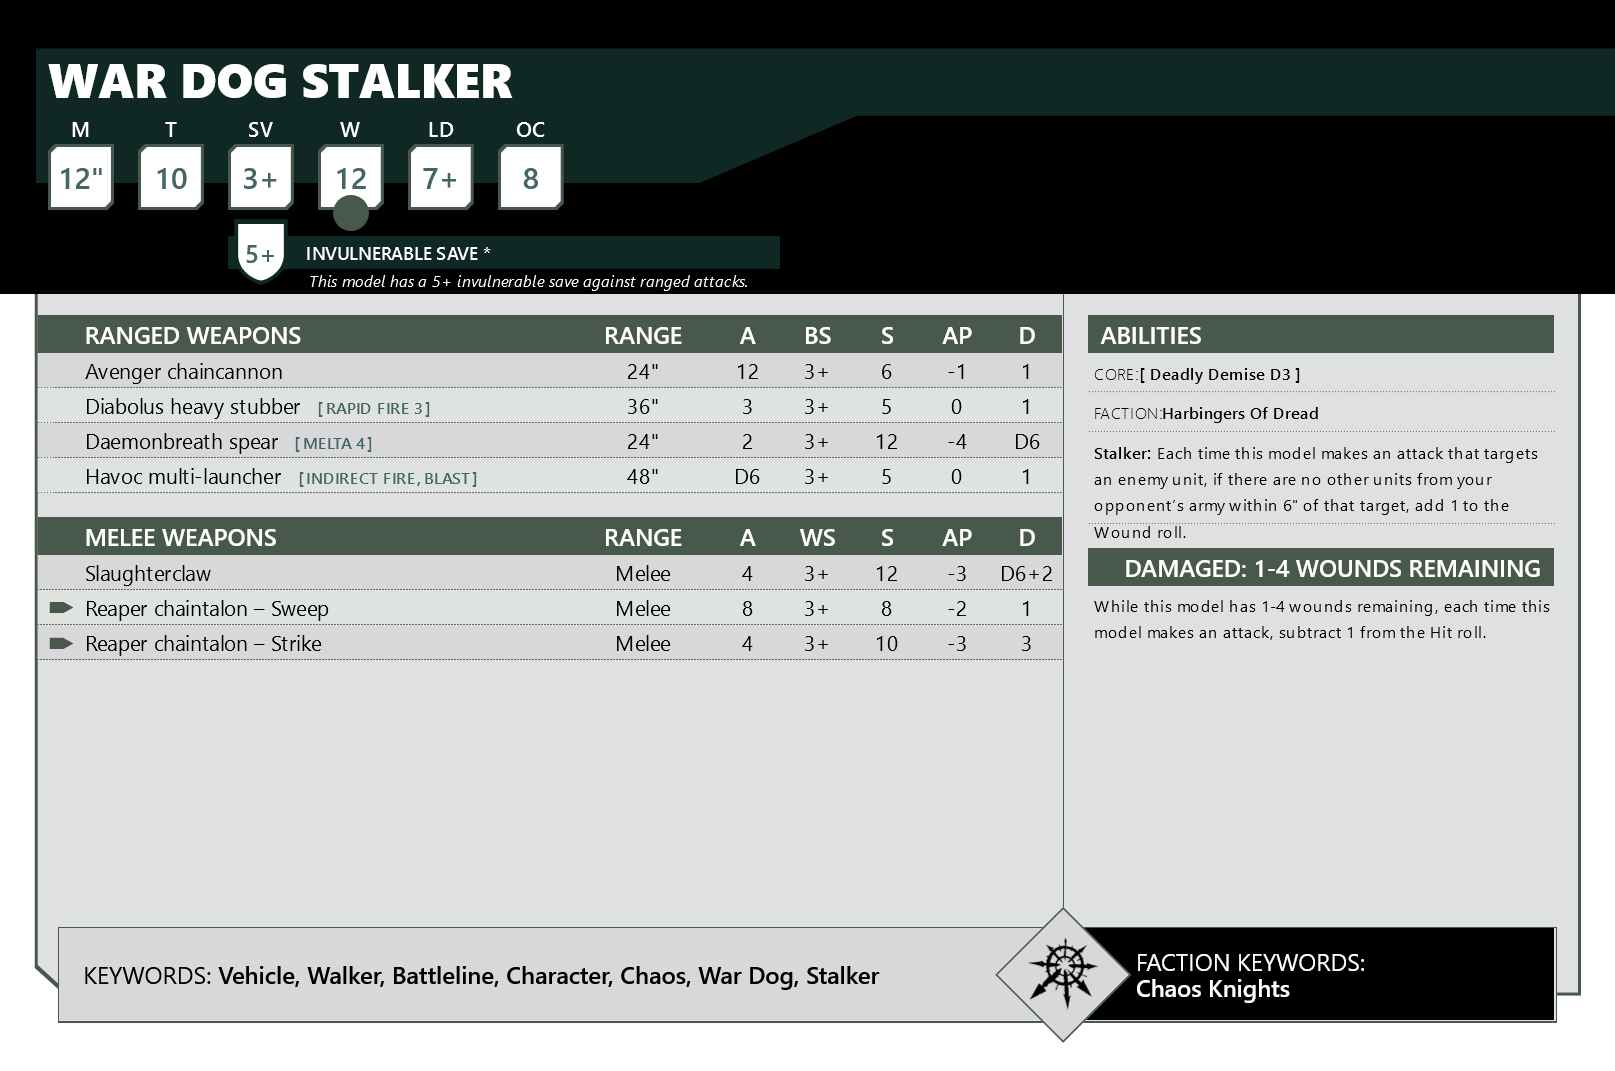 WAR DOG STALKER
M T SV W LD OC
12" 10 3+ 12 7+ 8
5+ INVULNERABLE SAVE *
This model has a 5+ invulnerable save against ranged attacks.
RANGED WEAPONS RANGE A BS S AP D
Avenger chaincannon 24" 12 3+ 6 -1 1
Diabolus heavy stubber [RAPID FIRE 3] 36" 3 3+ 5 0 1
Daemonbreath spear [MELTA 4] 24" 2 3+ 12 -4 D6
Havoc multi-launcher [INDIRECT FIRE, BLAST] 48" D6 3+ 5 0 1
MELEE WEAPONS RANGE A WS S AP D
Slaughterclaw Melee 4 3+ 12 -3 D6+2
Reaper chaintalon – Sweep Melee 8 3+ 8 -2 1
Reaper chaintalon – Strike Melee 4 3+ 10 -3 3
ABILITIES
CORE:[ Deadly Demise D3 ]
FACTION:Harbingers Of Dread
Stalker: Each time this model makes an attack that targets
an enemy unit, if there are no other units from your
opponent’s army within 6" of that target, add 1 to the
Wound roll.
DAMAGED: 1-4 WOUNDS REMAINING
While this model has 1-4 wounds remaining, each time this
model makes an attack, subtract 1 from the Hit roll.
KEYWORDS: Vehicle, Walker, Battleline, Character, Chaos, War Dog, Stalker
FACTION KEYWORDS:
Chaos Knights